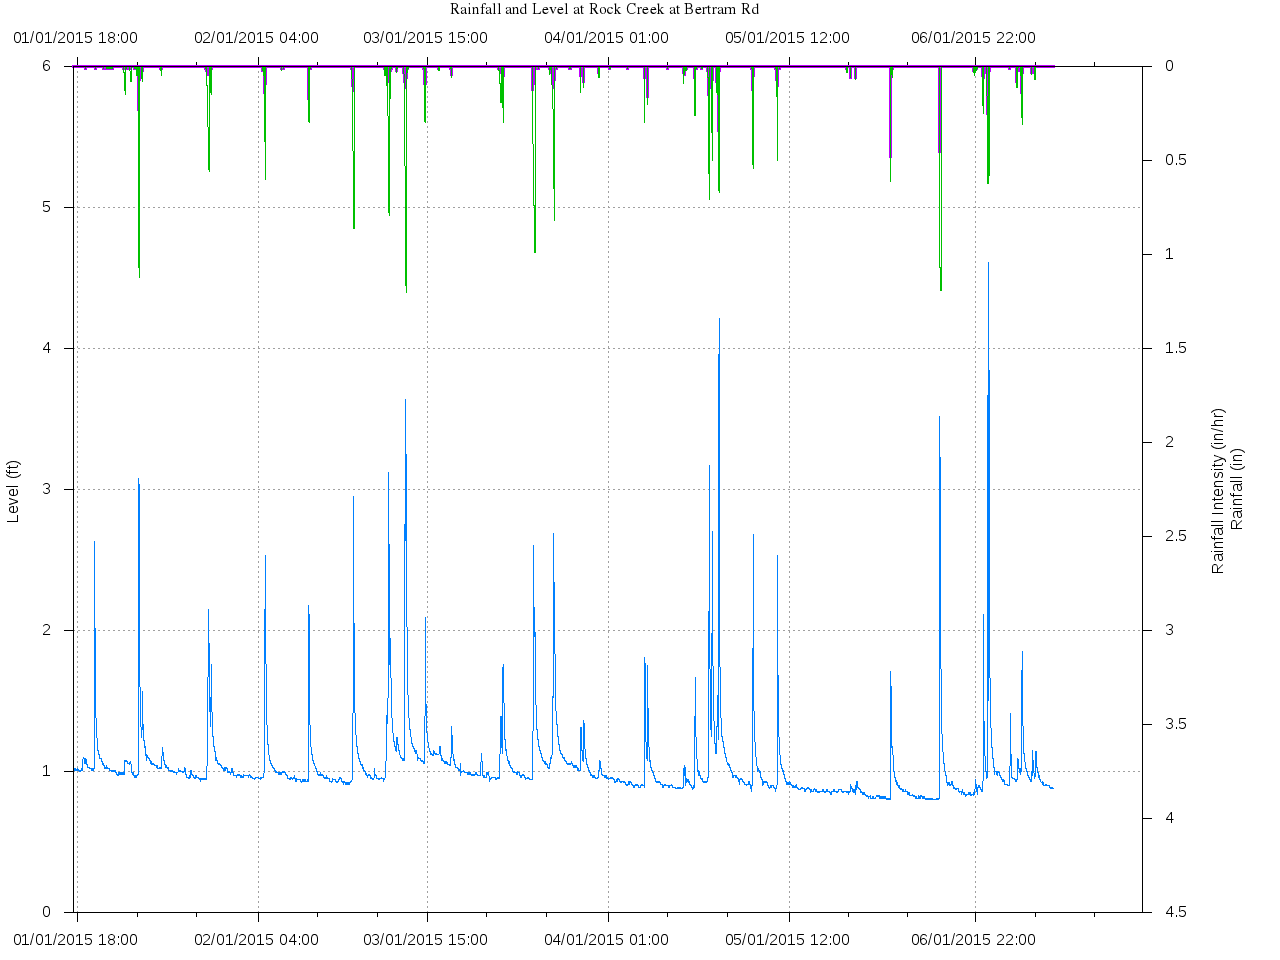 Rainfall and Level at Rock Creek at Bertram Rd
01/01/2015 18:00 02/01/2015 04:00 03/01/2015 15:00 04/01/2015 01:00 05/01/2015 12:00 06/01/2015 22:00
6 0
0.5
5
1
4 1.5
2
3
2.5
2 3
3.5
1
4
0 4.5
Level (ft)
Rainfall Intensity (in/hr)
Rainfall (in)
01/01/2015 18:00 02/01/2015 04:00 03/01/2015 15:00 04/01/2015 01:00 05/01/2015 12:00 06/01/2015 22:00